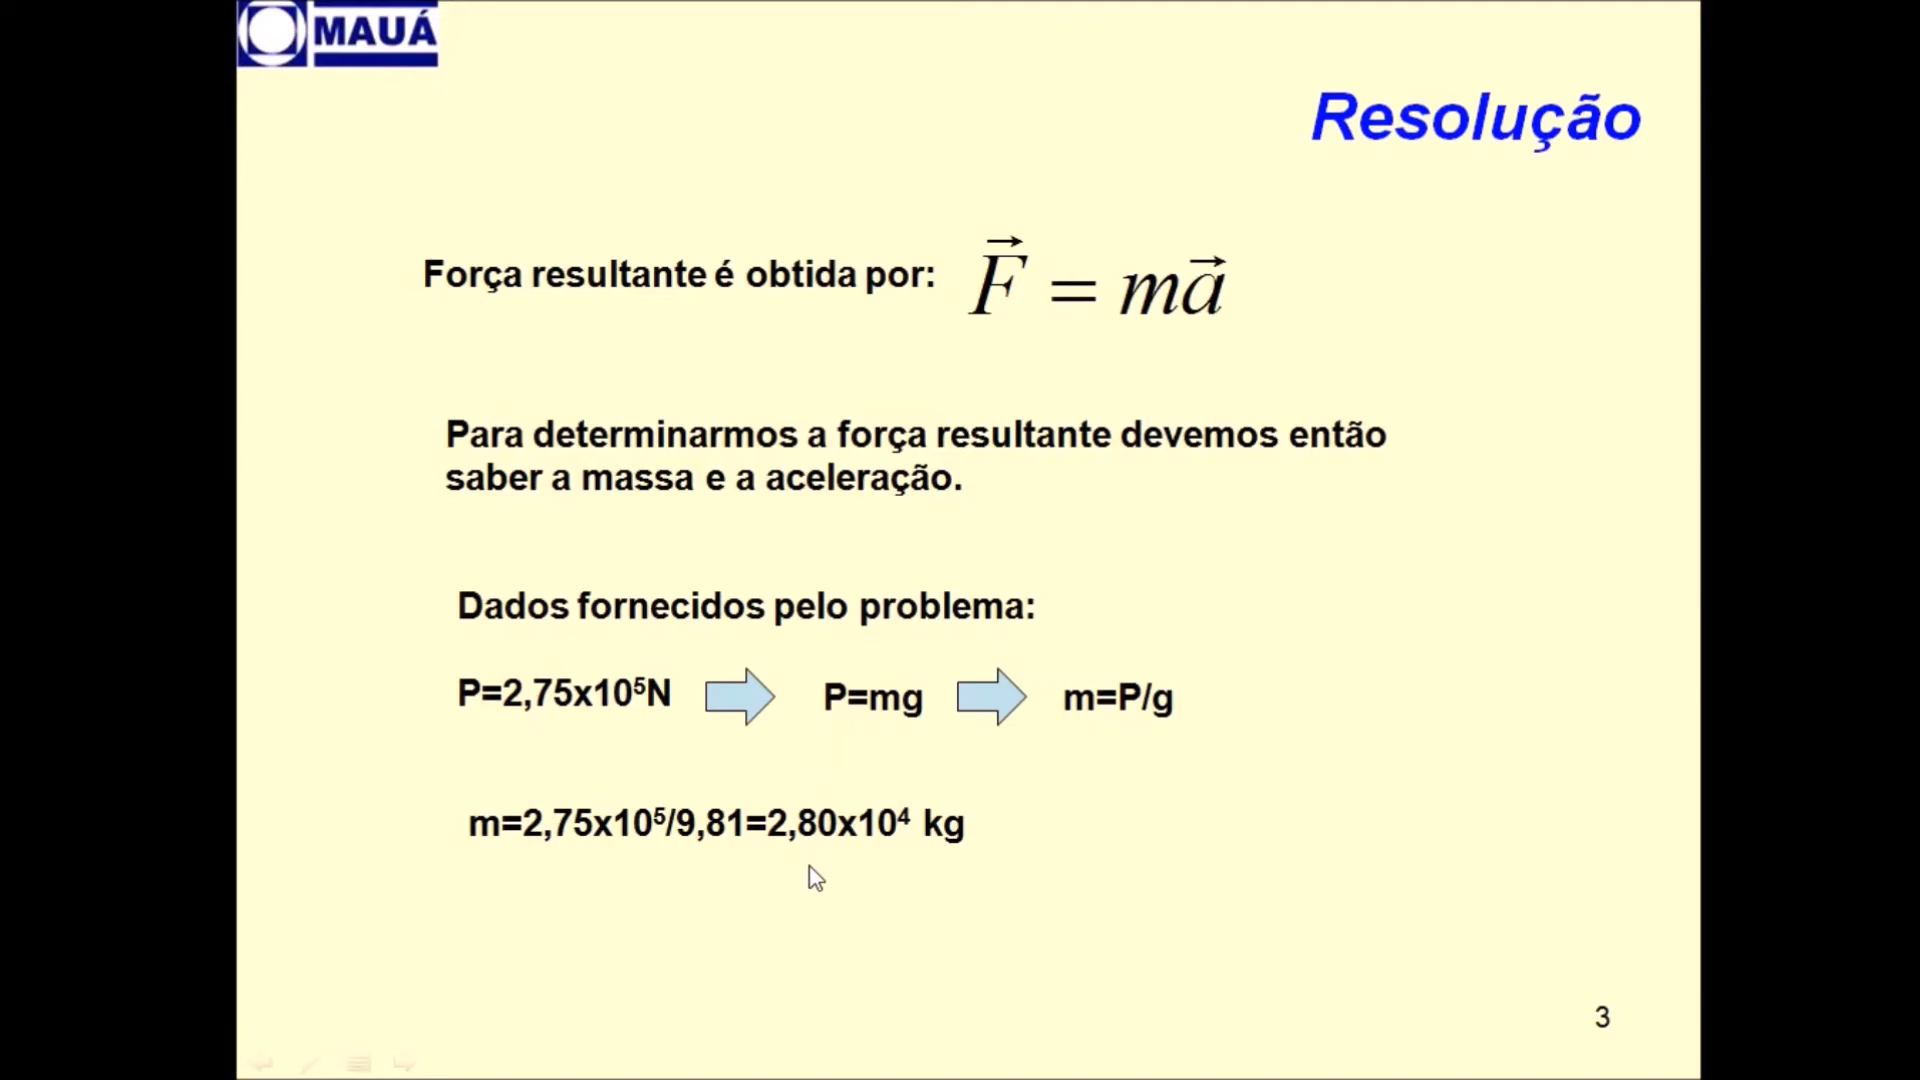 MAUÁ
Resolução
Força resultante é obtida por: F⃗ = ma⃗
Para determinarmos a força resultante devemos então
saber a massa e a aceleração.
Dados fornecidos pelo problema:
P=2,75x10⁵N P=mg m=P/g
m=2,75x10⁵/9,81=2,80x10⁴ kg
3